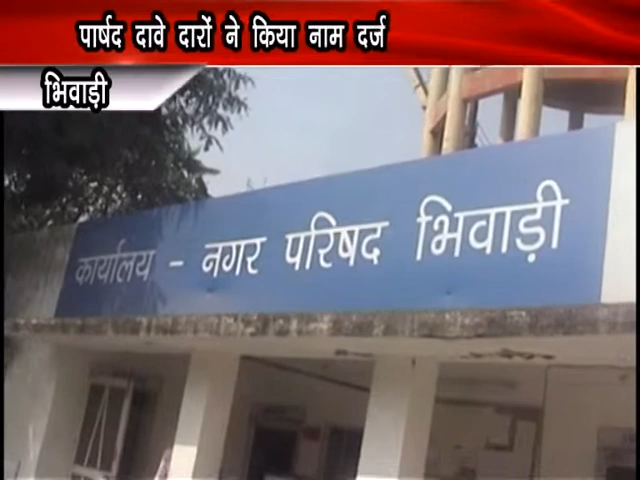 पार्षद दावे दारों ने किया नाम दर्ज
भिवाड़ी
कार्यालय - नगर परिषद भिवाड़ी